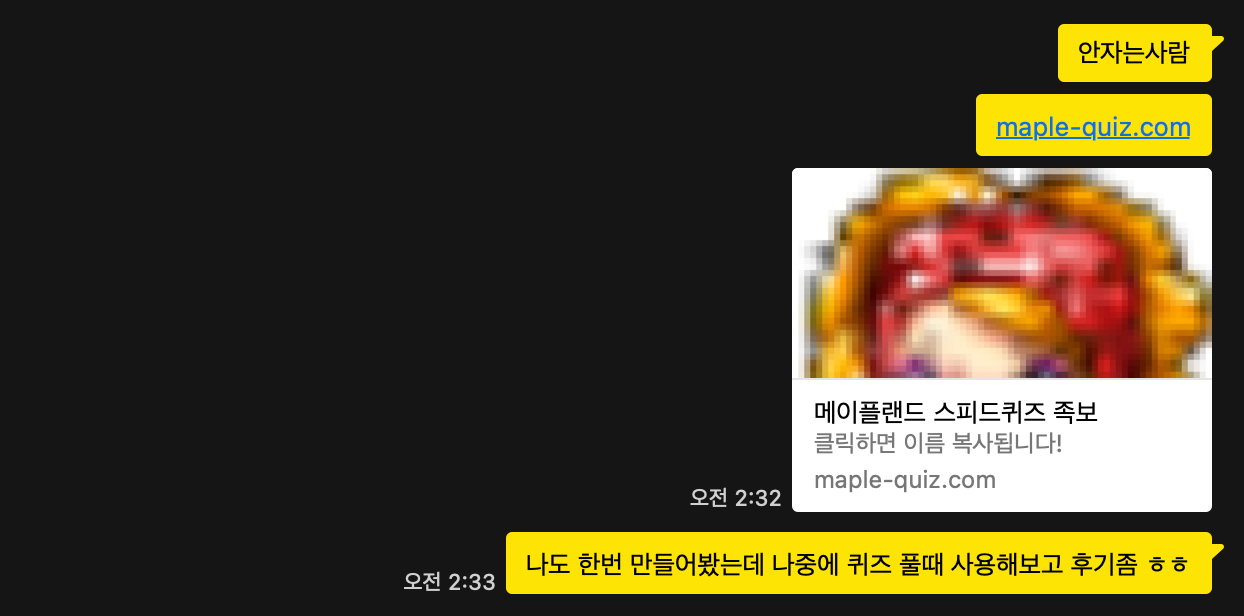 안자는사람
maple-quiz.com
메이플랜드 스피드퀴즈 족보
클릭하면 이름 복사됩니다!
maple-quiz.com
오전 2:32
나도 한번 만들어봤는데 나중에 퀴즈 풀때 사용해보고 후기좀 ㅎㅎ
오전 2:33